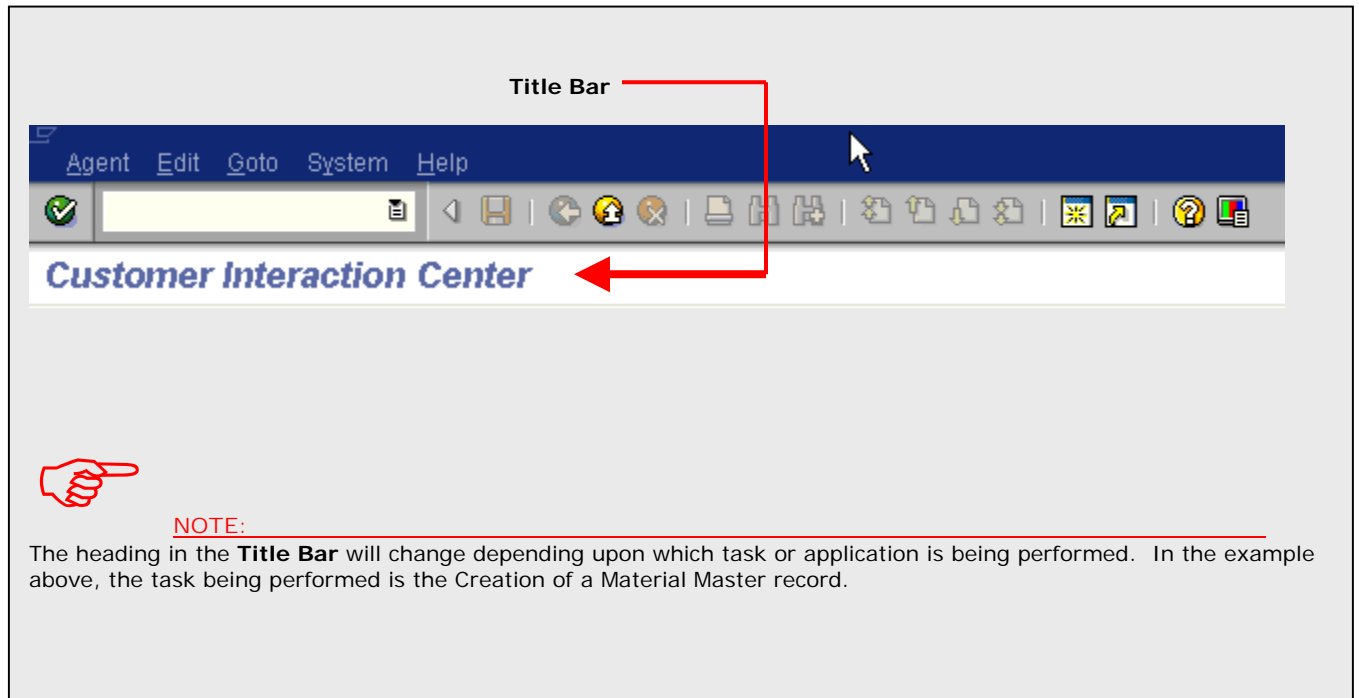 Title Bar
Agent Edit Goto System Help
Customer Interaction Center
NOTE:
The heading in the Title Bar will change depending upon which task or application is being performed. In the example
above, the task being performed is the Creation of a Material Master record.